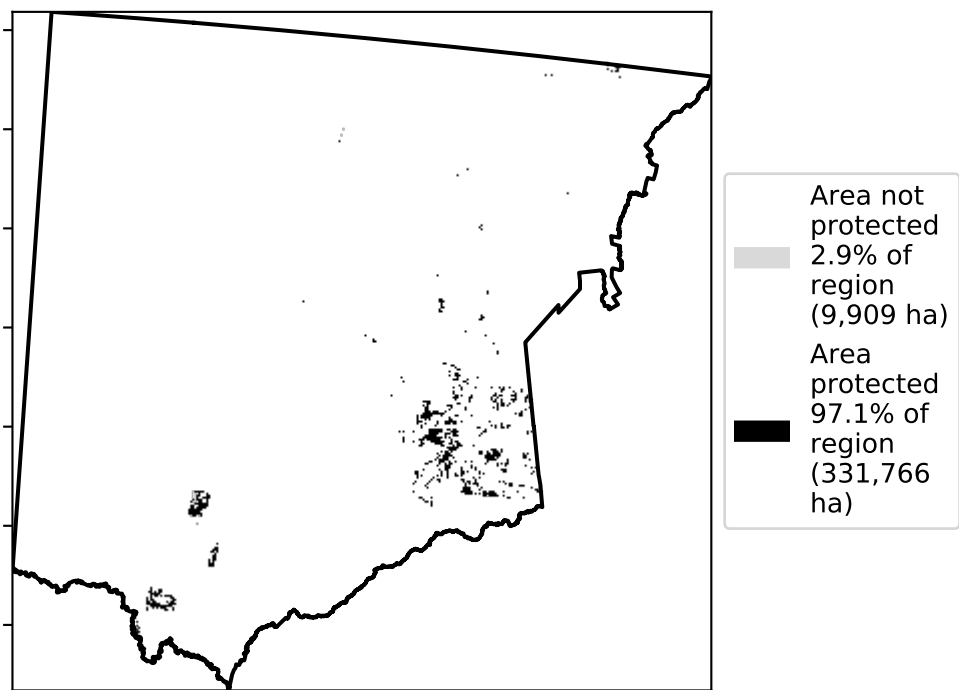 Area not
protected
2.9% of
region
(9,909 ha)
Area
protected
97.1% of
region
(331,766
ha)